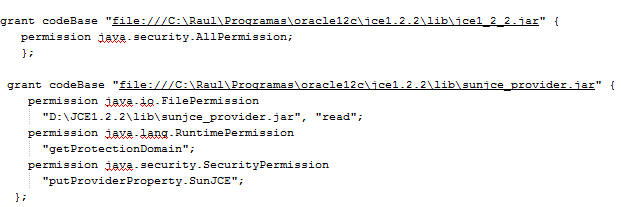 grant codeBase "file:///C:\Raul\Programas\oracle12c\jce1.2.2\lib\jce1_2_2.jar" {
permission java.security.AllPermission;
};
grant codeBase "file:///C:\Raul\Programas\oracle12c\jce1.2.2\lib\sunjce_provider.jar" {
permission java.io.FilePermission
"D:\JCE1.2.2\lib\sunjce_provider.jar", "read";
permission java.lang.RuntimePermission
"getProtectionDomain";
permission java.security.SecurityPermission
"putProviderProperty.SunJCE";
};